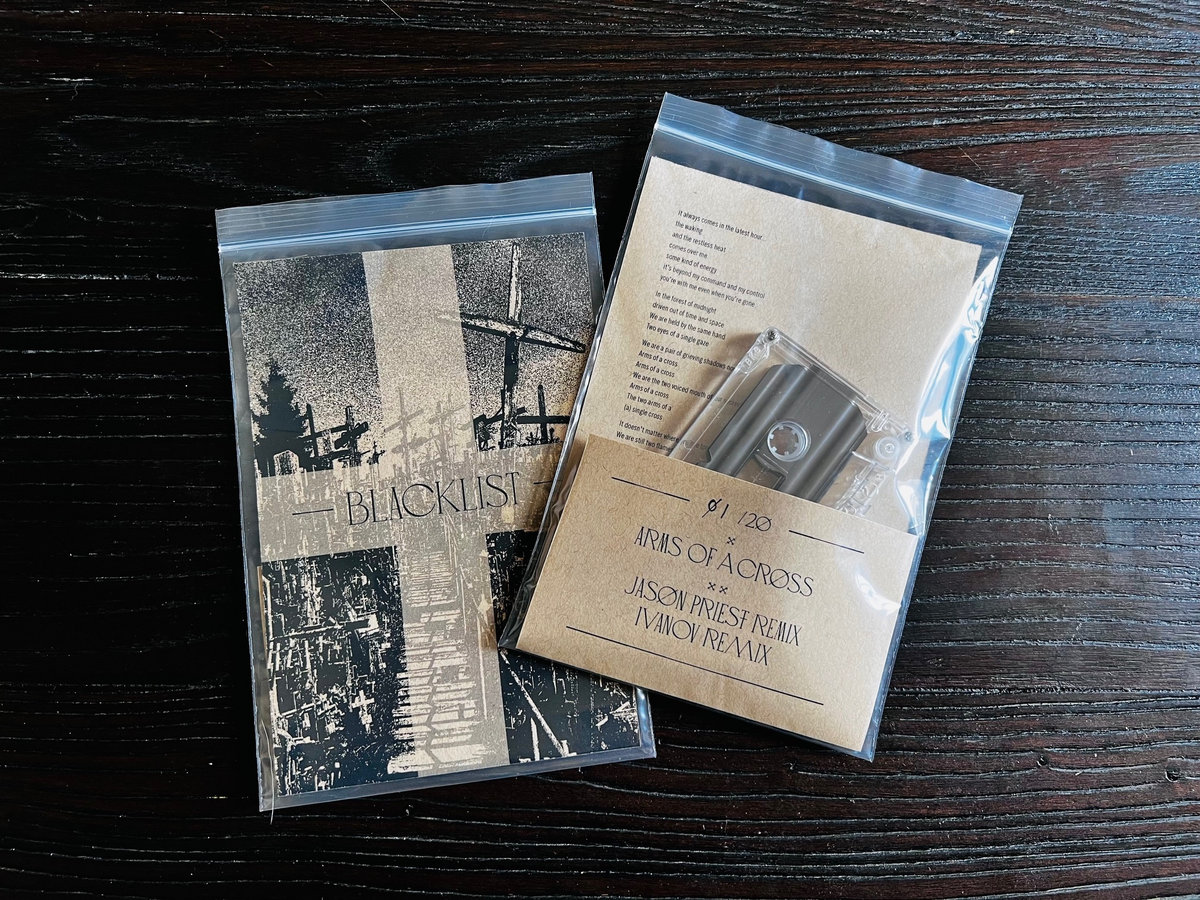 BLACKLIST
It always comes in the latest hour
the waking
and the restless heat
comes over me
some kind of energy
it's beyond my command and my control
you're with me even when you're gone
In the forest of midnight
driven out of time and space
We are held by the same hand
Two eyes of a single gaze
We are a pair of grieving shadows
Arms of a cross
Arms of a cross
We are the two voiced mouth of
Arms of a cross
The two arms of a
(a) single cross
It doesn't matter where
We are still two
01 /20
×
ARMS OF A CRØSS
××
JASØN PRIEST REMIX
IVANOV REMIX